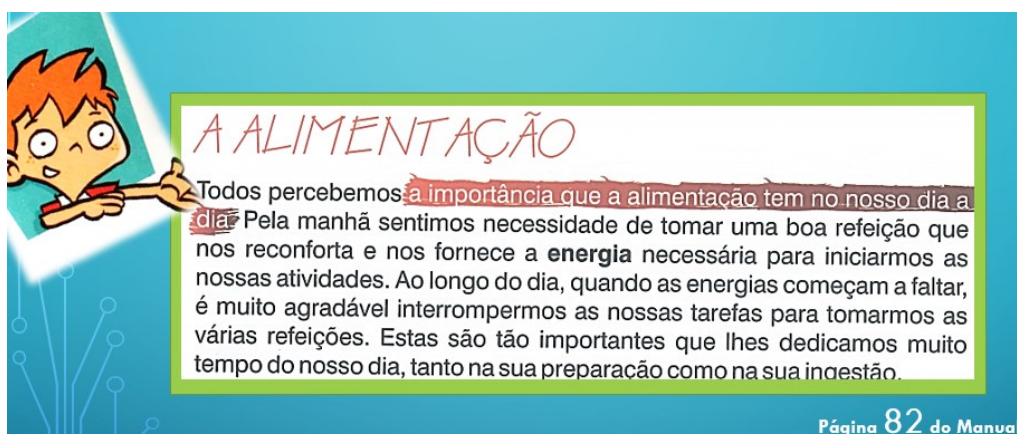 A ALIMENTAÇÃO
Todos percebemos a importância que a alimentação tem no nosso dia a
dia. Pela manhã sentimos necessidade de tomar uma boa refeição que
nos reconforta e nos fornece a energia necessária para iniciarmos as
nossas atividades. Ao longo do dia, quando as energias começam a faltar,
é muito agradável interrompermos as nossas tarefas para tomarmos as
várias refeições. Estas são tão importantes que lhes dedicamos muito
tempo do nosso dia, tanto na sua preparação como na sua ingestão.
Página 82 do Manua